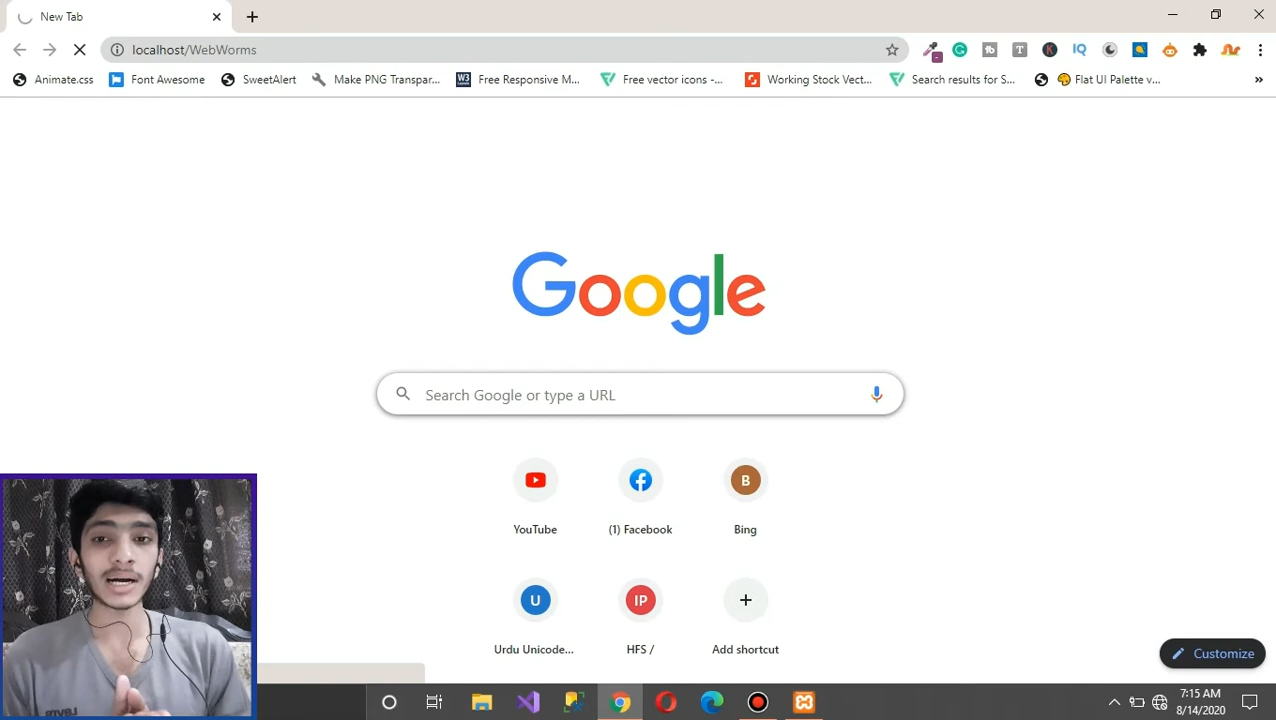 New Tab
localhost/WebWorms
Animate.css
Font Awesome
SweetAlert
Make PNG Transpar...
W3
Free Responsive M...
Free vector icons -...
Working Stock Vect...
Search results for S...
Flat UI Palette v...
»
Google
Search Google or type a URL
B
YouTube
(1) Facebook
Bing
U
IP
Urdu Unicode...
HFS /
Add shortcut
Customize
7:15 AM
8/14/2020